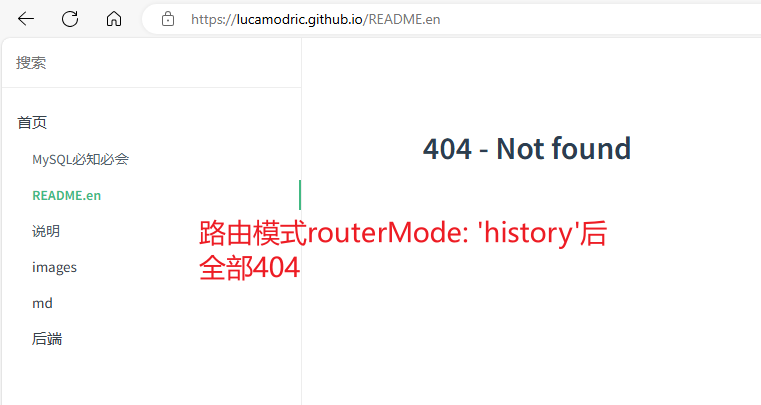 https://lucamodric.github.io/README.en
搜索
首页
MySQL必知必会
README.en
说明
images
md
后端
404 - Not found
路由模式routerMode: 'history'后
全部404